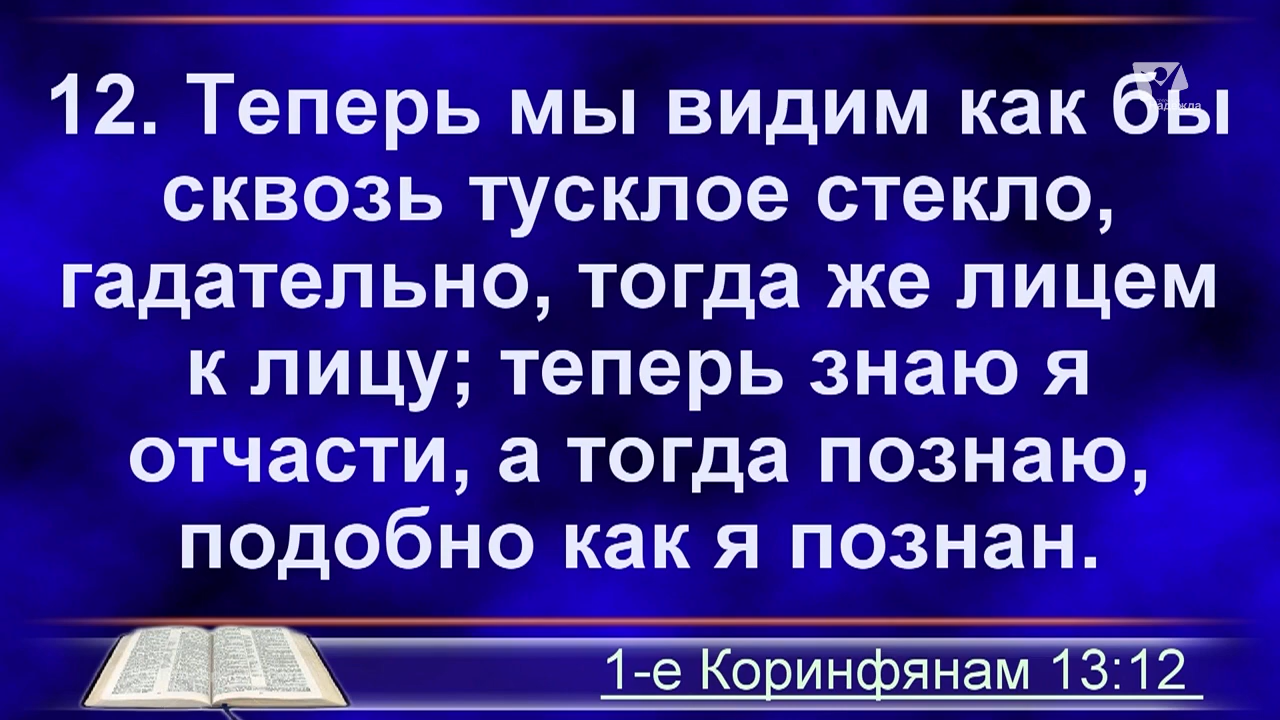 12. Теперь мы видим как бы
сквозь тусклое стекло,
гадательно, тогда же лицем
к лицу; теперь знаю я
отчасти, а тогда познаю,
подобно как я познан.
1-е Коринфянам 13:12